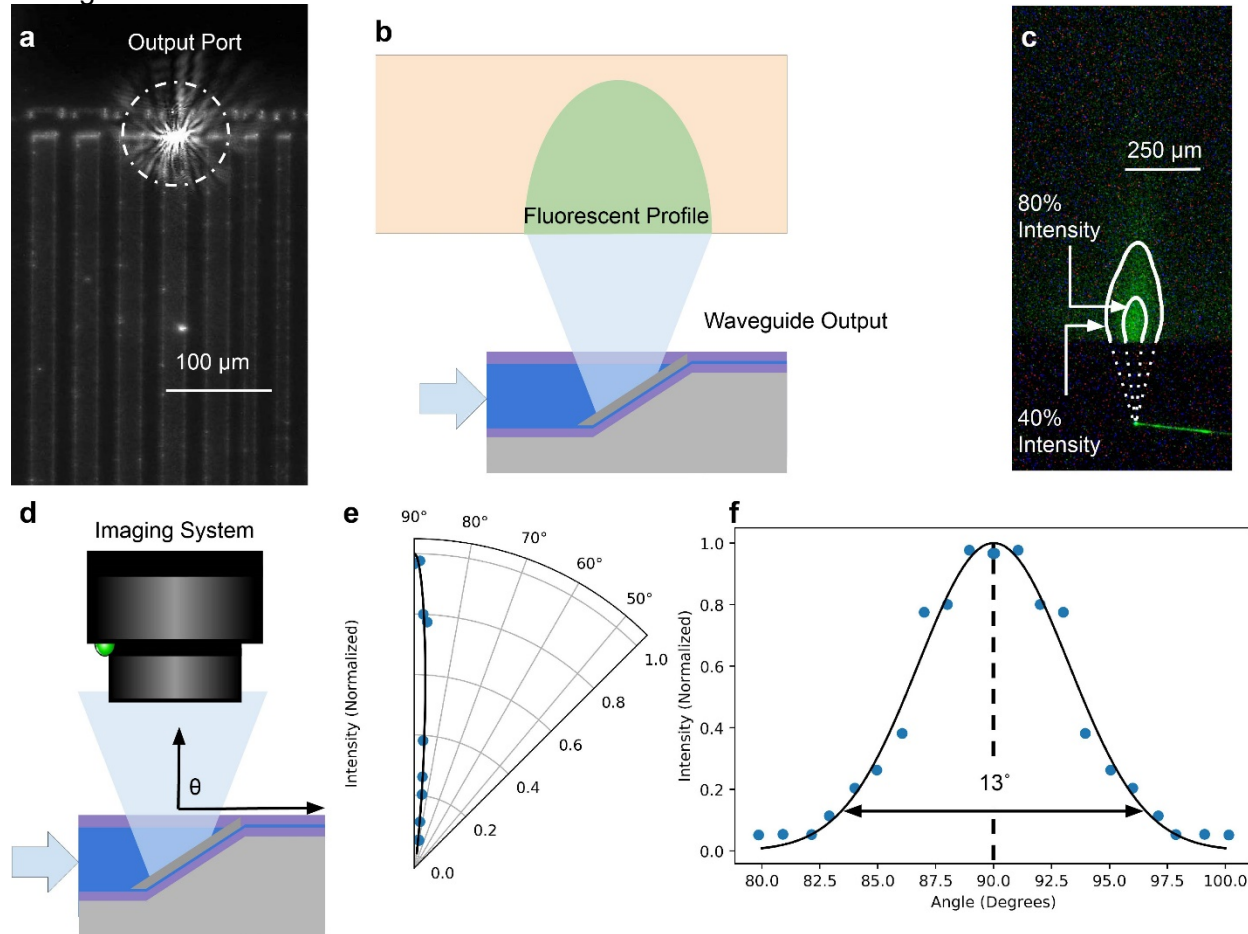 a
Output Port
100 µm
b
Fluorescent Profile
Waveguide Output
c
250 µm
80%
Intensity
40%
Intensity
d
Imaging System
θ
e
90°
80°
70°
60°
50°
Intensity (Normalized)
1.0
0.8
0.6
0.4
0.2
0.0
f
Intensity (Normalized)
1.0
0.8
0.6
0.4
0.2
0.0
13°
80.0 82.5 85.0 87.5 90.0 92.5 95.0 97.5 100.0
Angle (Degrees)